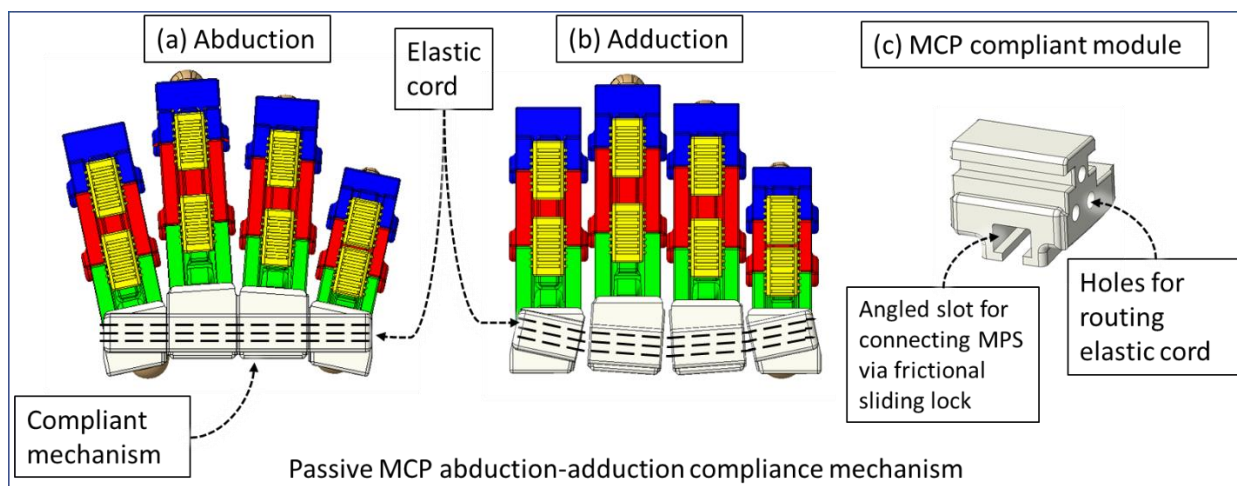 (a) Abduction
Elastic
cord
(b) Adduction
(c) MCP compliant module
Compliant
mechanism
Angled slot for
connecting MPS
via frictional
sliding lock
Holes for
routing
elastic cord
Passive MCP abduction-adduction compliance mechanism